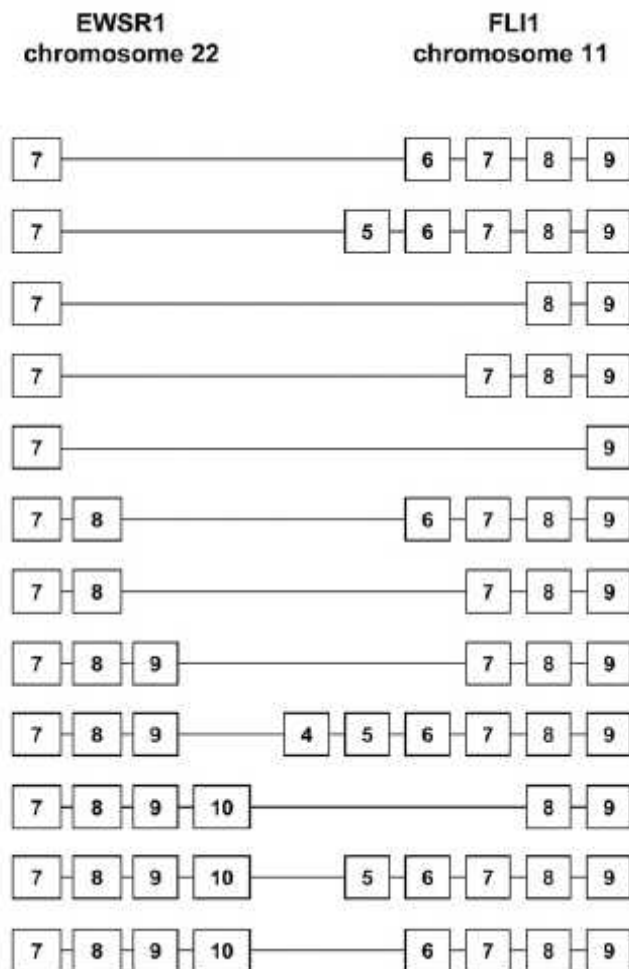 EWSR1 FLI1
chromosome 22 chromosome 11
7 6 7 8 9
7 5 6 7 8 9
7 8 9
7 7 8 9
7 9
7 8 6 7 8 9
7 8 7 8 9
7 8 9 7 8 9
7 8 9 4 5 6 7 8 9
7 8 9 10 8 9
7 8 9 10 5 6 7 8 9
7 8 9 10 6 7 8 9